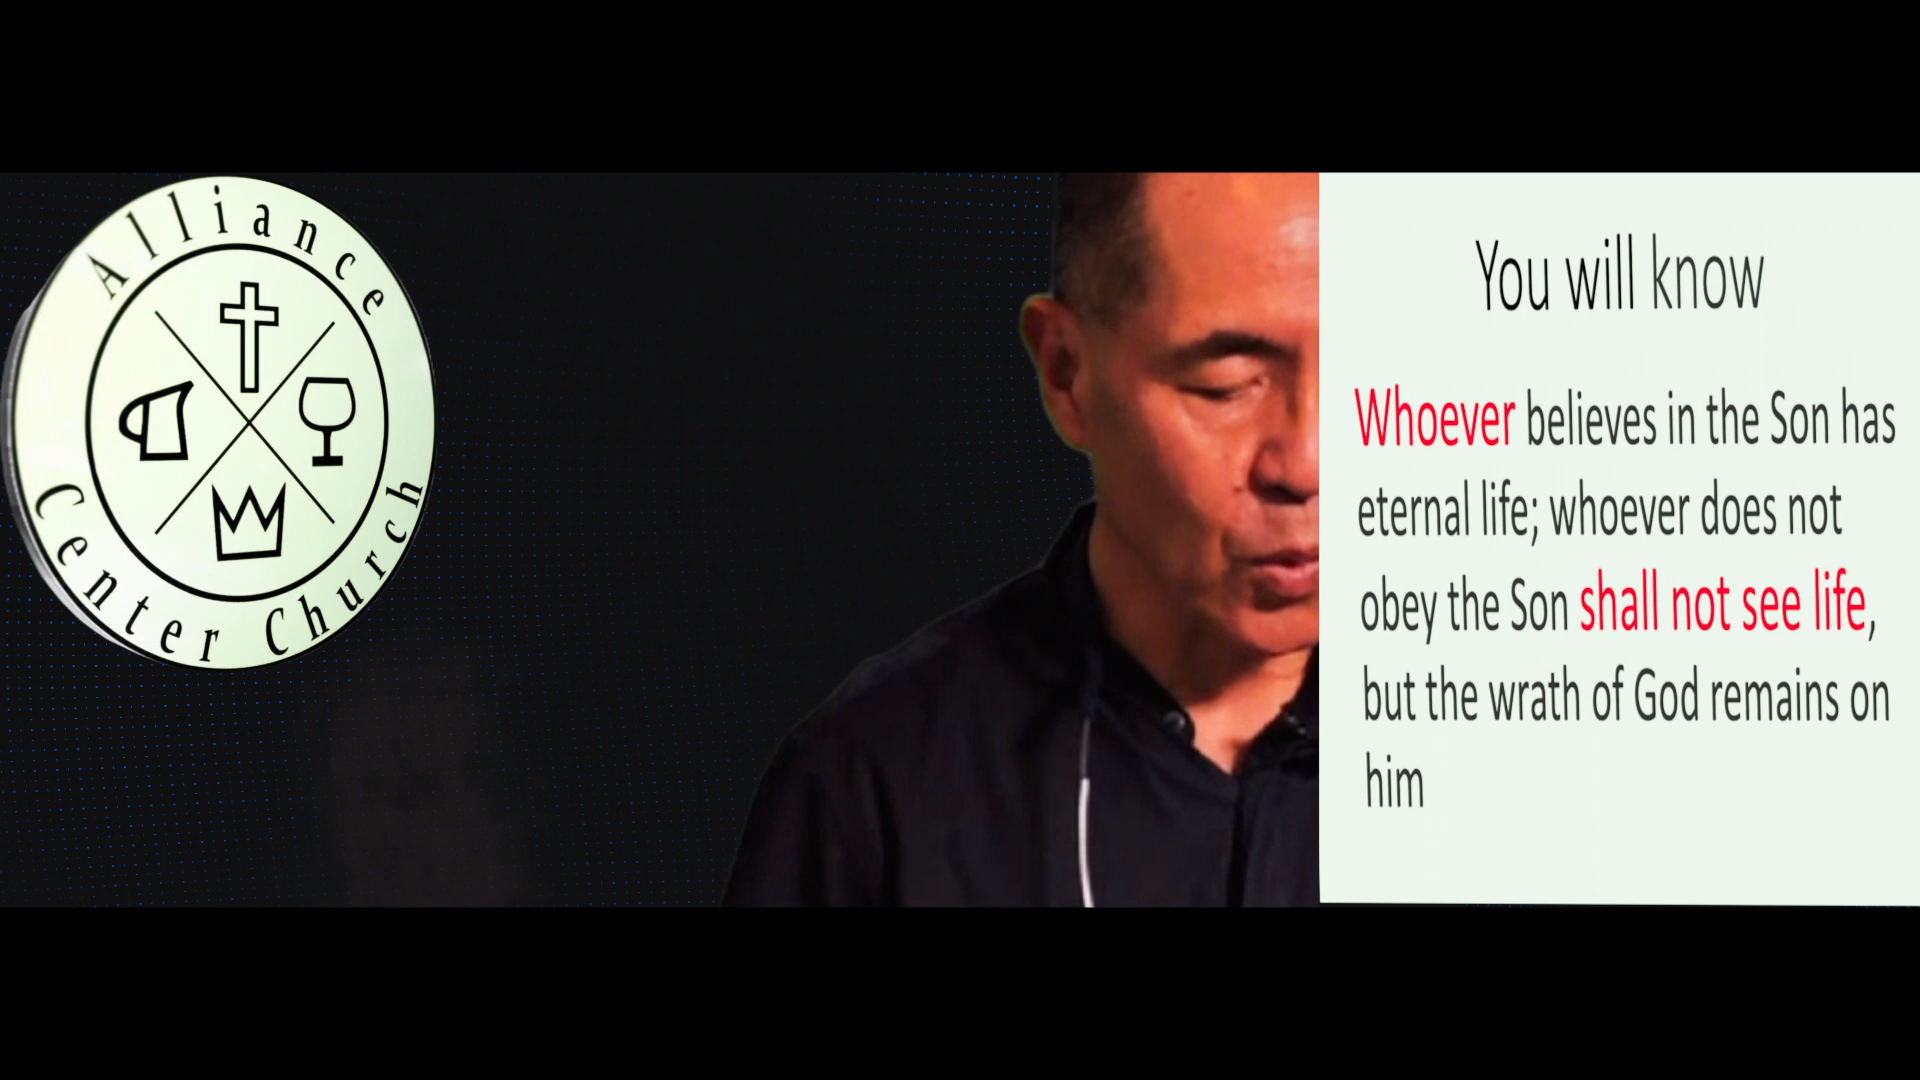 Alliance
Center Church
You will know
Whoever believes in the Son has
eternal life; whoever does not
obey the Son shall not see life,
but the wrath of God remains on
him